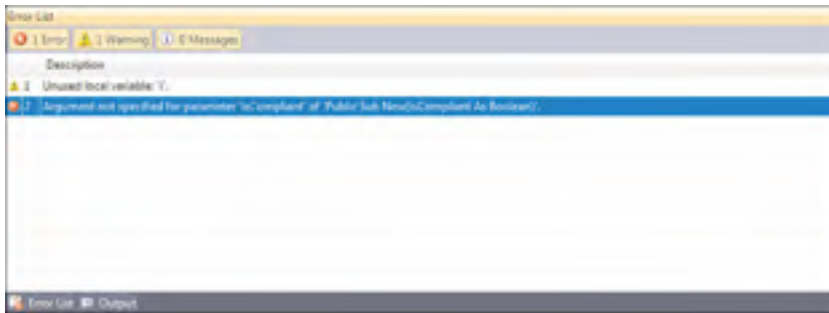 Error List
1 Error 1 Warning 0 Messages
Description
1 Unused local variable: 'i'.
2 Argument not specified for parameter 'isCompliant' of 'Public Sub New(isCompliant As Boolean)'.
Error List Output